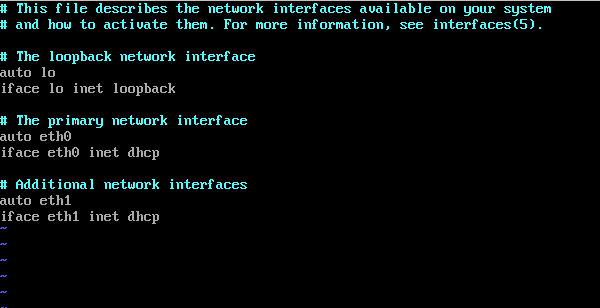 # This file describes the network interfaces available on your system
# and how to activate them. For more information, see interfaces(5).
# The loopback network interface
auto lo
iface lo inet loopback
# The primary network interface
auto eth0
iface eth0 inet dhcp
# Additional network interfaces
auto eth1
iface eth1 inet dhcp
~
~
~
~
~
~